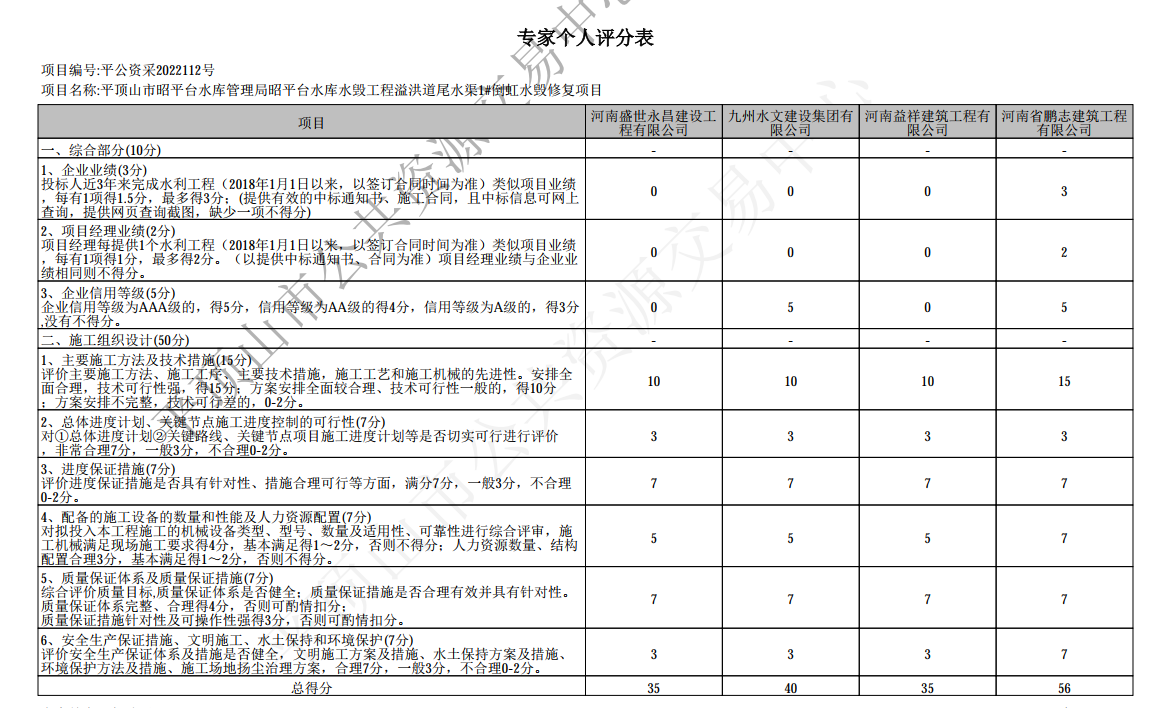 专家个人评分表
项目编号:平公资采2022112号
项目名称:平顶山市昭平台水库管理局昭平台水库水毁工程溢洪道尾水渠1#倒虹水毁修复项目
项目 河南盛世永昌建设工程有限公司 九州水文建设集团有限公司 河南益祥建筑工程有限公司 河南省鹏志建筑工程有限公司
一、综合部分(10分) - - - -
1、企业业绩(3分)
投标人近3年来完成水利工程（2018年1月1日以来，以签订合同时间为准）类似项目业绩
，每有1项得1.5分，最多得3分；(提供有效的中标通知书、施工合同，且中标信息可网上
查询，提供网页查询截图，缺少一项不得分)
0 0 0 3
2、项目经理业绩(2分)
项目经理每提供1个水利工程（2018年1月1日以来，以签订合同时间为准）类似项目业绩
，每有1项得1分，最多得2分。（以提供中标通知书、合同为准）项目经理业绩与企业业
绩相同则不得分。
0 0 0 2
3、企业信用等级(5分)
企业信用等级为AAA级的，得5分，信用等级为AA级的得4分，信用等级为A级的，得3分
,没有不得分。
0 5 0 5
二、施工组织设计(50分) - - - -
1、主要施工方法及技术措施(15分)
评价主要施工方法、施工工序、主要技术措施，施工工艺和施工机械的先进性。安排全
面合理，技术可行性强，得15分；方案安排全面较合理、技术可行性一般的，得10分
；方案安排不完整，技术可行差的，0-2分。
10 10 10 15
2、总体进度计划、关键节点施工进度控制的可行性(7分)
对①总体进度计划②关键路线、关键节点项目施工进度计划等是否切实可行进行评价
，非常合理7分，一般3分，不合理0-2分。
3 3 3 3
3、进度保证措施(7分)
评价进度保证措施是否具有针对性、措施合理可行等方面，满分7分，一般3分，不合理
0-2分。
7 7 7 7
4、配备的施工设备的数量和性能及人力资源配置(7分)
对拟投入本工程施工的机械设备类型、型号、数量及适用性、可靠性进行综合评审，施
工机械满足现场施工要求得4分，基本满足得1～2分，否则不得分；人力资源数量、结构
配置合理3分，基本满足得1～2分，否则不得分。
5 5 5 7
5、质量保证体系及质量保证措施(7分)
综合评价质量目标,质量保证体系是否健全；质量保证措施是否合理有效并具有针对性。
质量保证体系完整、合理得4分，否则可酌情扣分；
质量保证措施针对性及可操作性强得3分，否则可酌情扣分。
7 7 7 7
6、安全生产保证措施、文明施工、水土保持和环境保护(7分)
评价安全生产保证体系及措施是否健全，文明施工方案及措施、水土保持方案及措施、
环境保护方法及措施、施工场地扬尘治理方案，合理7分，一般3分，不合理0-2分。
3 3 3 7
总得分 35 40 35 56
平顶山市公共资源交易中心
平顶山市公共资源交易中心